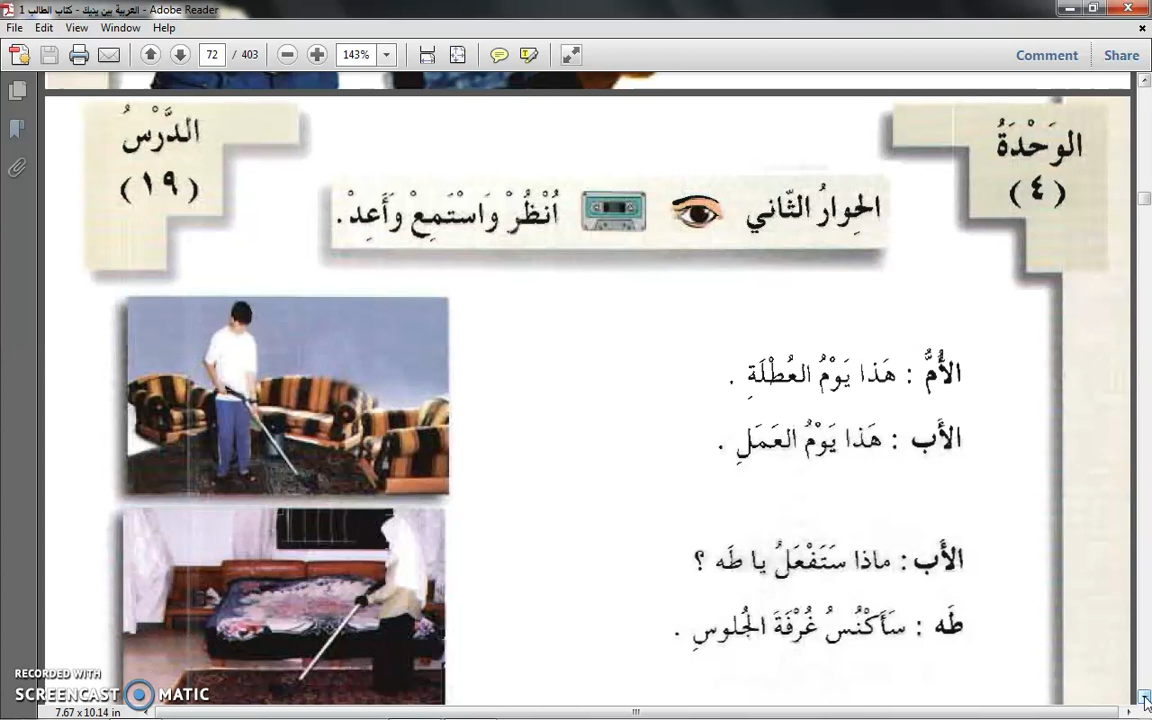 العربية بين يديك - كتاب الطالب 1 - Adobe Reader
File Edit View Window Help
72 / 403 143% Comment Share
الوَحْدَةُ (٤)
الدَّرْسُ (١٩)
الحِوارُ الثّاني اُنْظُرْ وَاسْتَمِعْ وَأَعِدْ .
الأُمُّ : هَذا يَوْمُ العُطْلَةِ .
الأَب : هَذا يَوْمُ العَمَلِ .
الأَب : ماذا سَتَفْعَلُ يا طَه ؟
طَه : سَأَكْنُسُ غُرْفَةَ الجُلوسِ .
RECORDED WITH
SCREENCAST MATIC
7.67 x 10.14 in